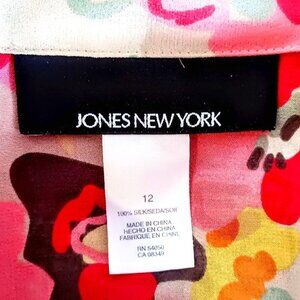 JONES NEW YORK
12
100% SILK/SEDA/SOIE
MADE IN CHINA
HECHO EN CHINA
FABRIQUE EN CHINE
RN 54050
CA 08349